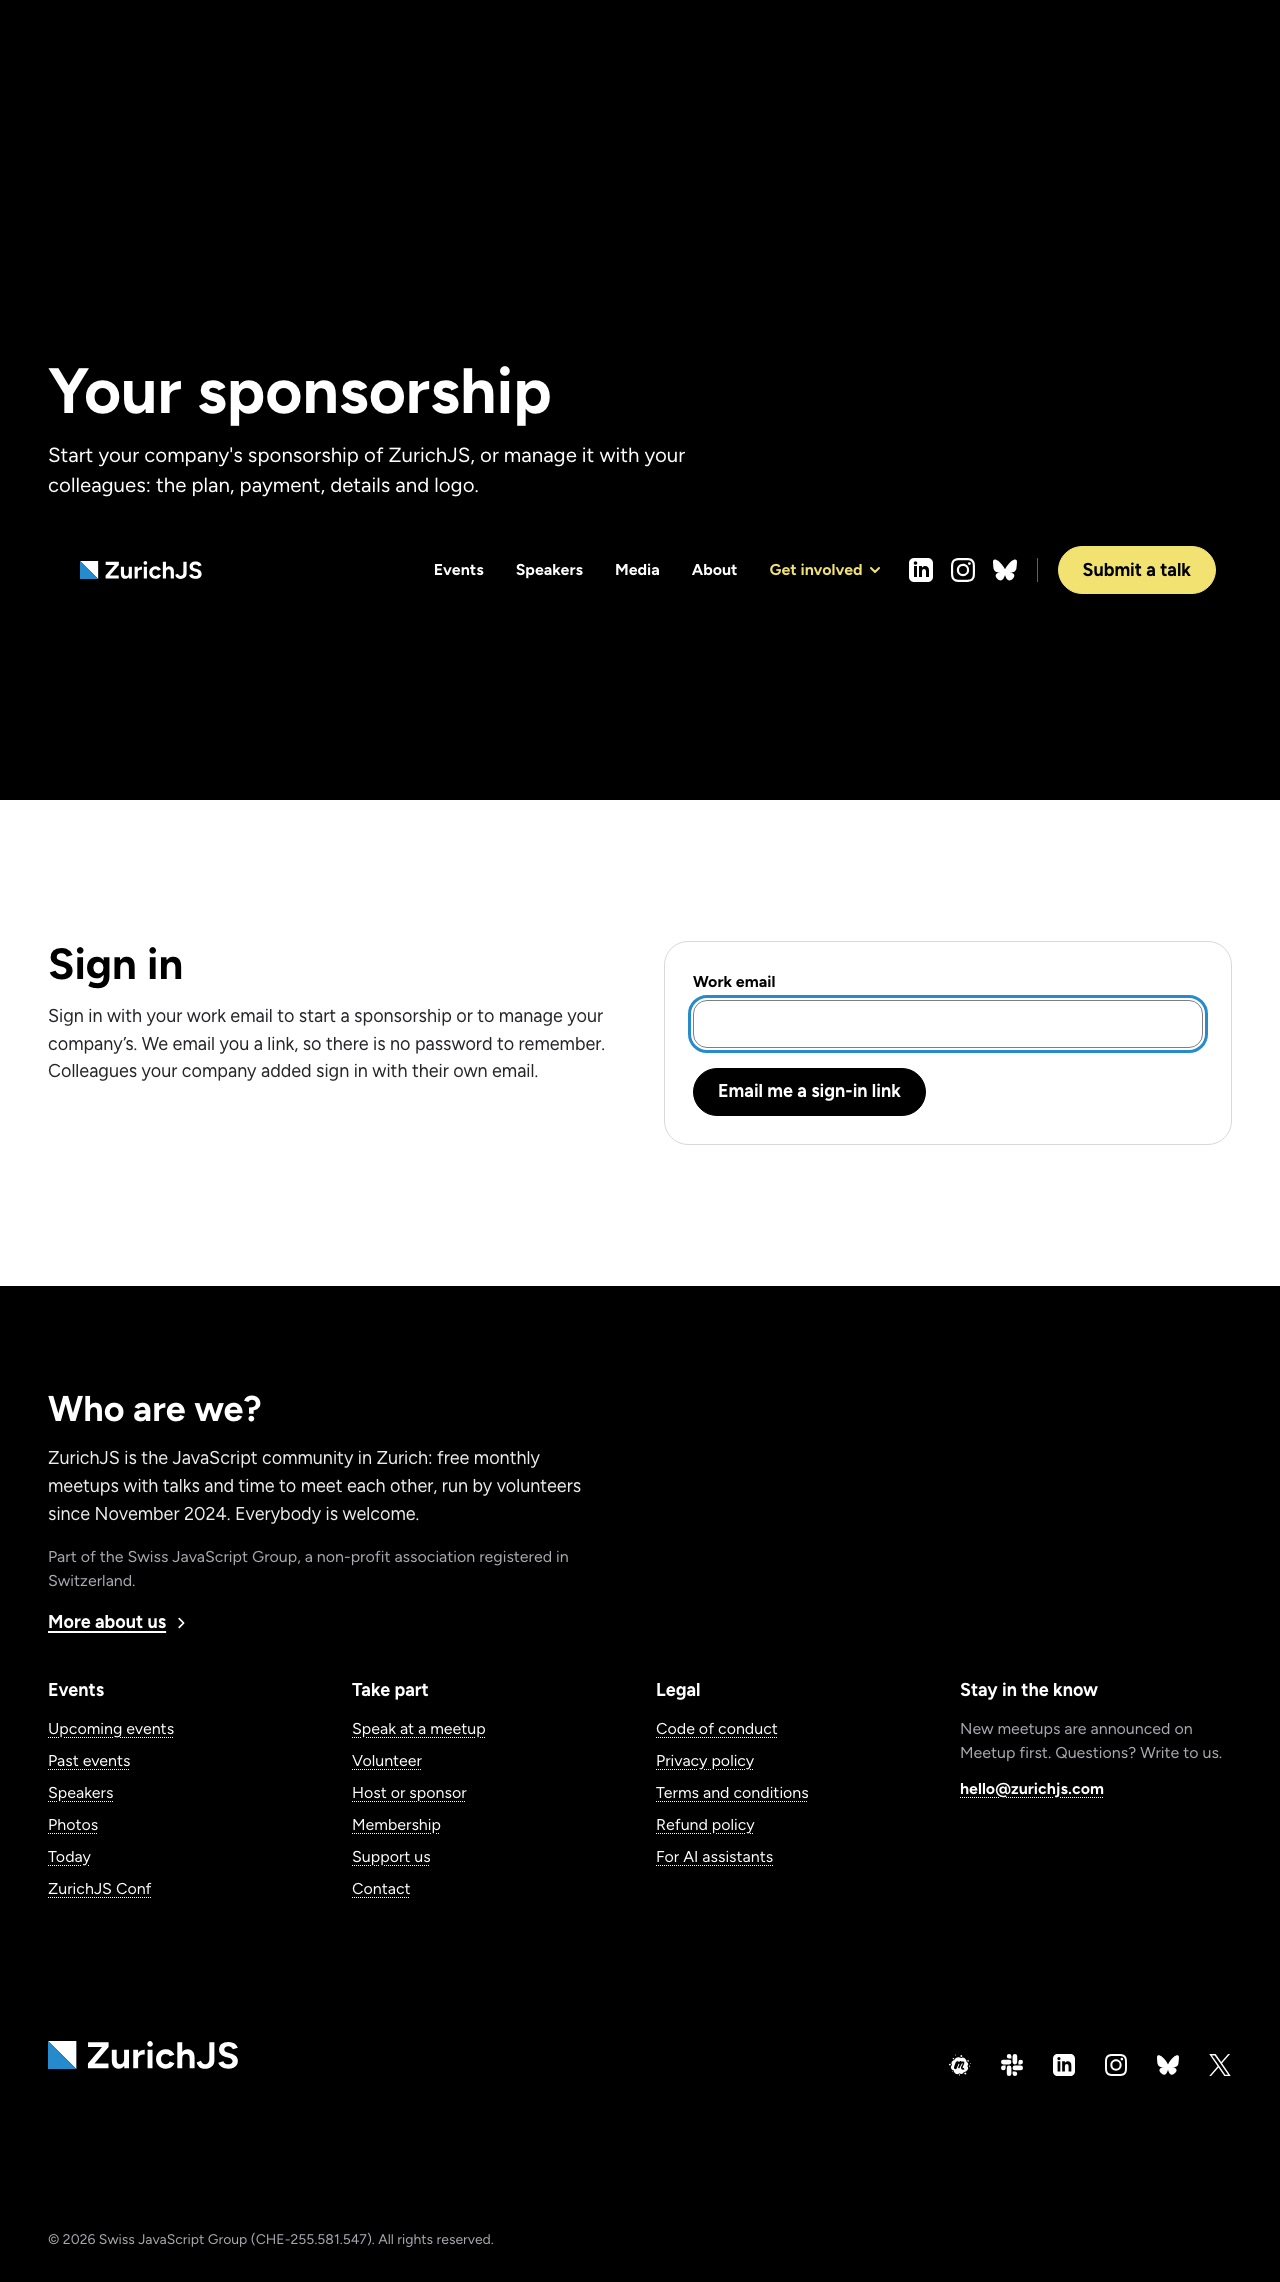 Your sponsorship
Start your company's sponsorship of ZurichJS, or manage it with your
colleagues: the plan, payment, details and logo.
ZurichJS
Events
Speakers
Media
About
Get involved
Submit a talk
Sign in
Sign in with your work email to start a sponsorship or to manage your
company’s. We email you a link, so there is no password to remember.
Colleagues your company added sign in with their own email.
Work email
Email me a sign-in link
Who are we?
ZurichJS is the JavaScript community in Zurich: free monthly
meetups with talks and time to meet each other, run by volunteers
since November 2024. Everybody is welcome.
Part of the Swiss JavaScript Group, a non-profit association registered in
Switzerland.
More about us
Events
Upcoming events
Past events
Speakers
Photos
Today
ZurichJS Conf
Take part
Speak at a meetup
Volunteer
Host or sponsor
Membership
Support us
Contact
Legal
Code of conduct
Privacy policy
Terms and conditions
Refund policy
For AI assistants
Stay in the know
New meetups are announced on
Meetup first. Questions? Write to us.
hello@zurichjs.com
ZurichJS
© 2026 Swiss JavaScript Group (CHE-255.581.547). All rights reserved.